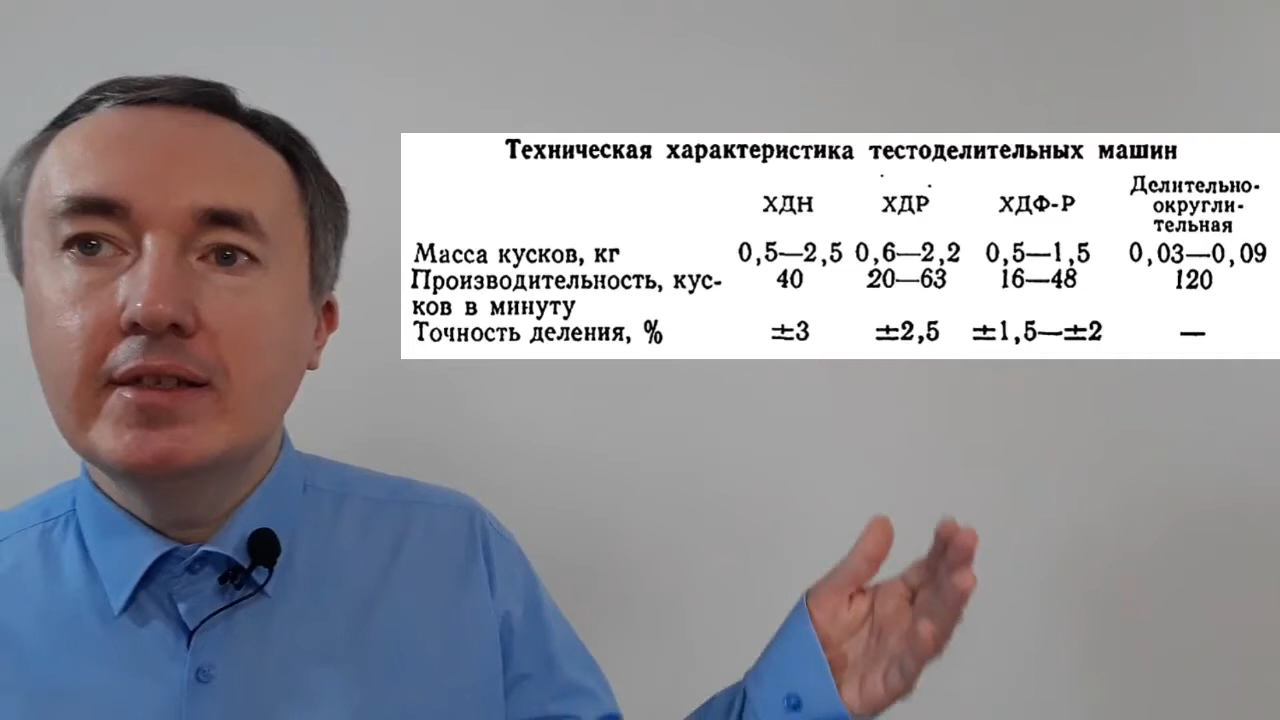 Техническая характеристика тестоделительных машин
ХДН ХДР ХДФ-Р Делительно-
округли-
тельная
Масса кусков, кг 0,5—2,5 0,6—2,2 0,5—1,5 0,03—0,09
Производительность, кус- 40 20—63 16—48 120
ков в минуту
Точность деления, % ±3 ±2,5 ±1,5—±2 —